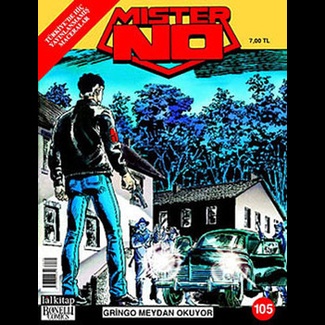 TÜRKİYE'DE HİÇ
YAYINLANMAMIŞ
MACERALAR
MISTER
NO
7,00 TL
lal kitap
BONELLI
COMICS
GRİNGO MEYDAN OKUYOR
105